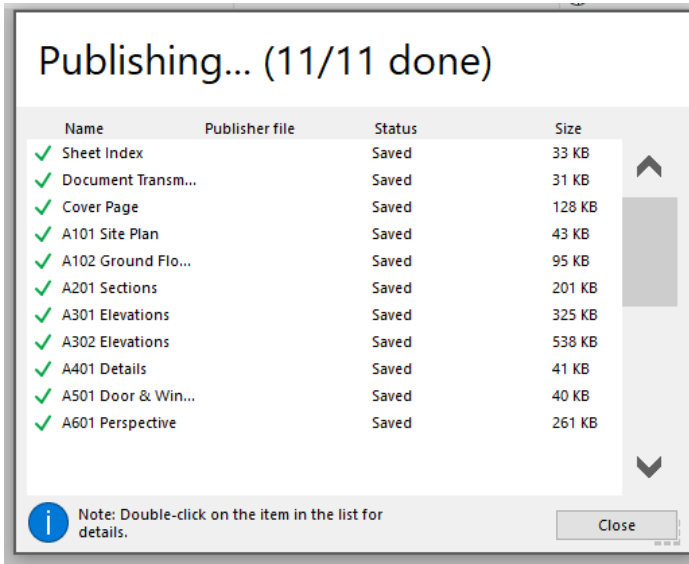 Publishing... (11/11 done)
Name Publisher file Status Size
Sheet Index Saved 33 KB
Document Transm... Saved 31 KB
Cover Page Saved 128 KB
A101 Site Plan Saved 43 KB
A102 Ground Flo... Saved 95 KB
A201 Sections Saved 201 KB
A301 Elevations Saved 325 KB
A302 Elevations Saved 538 KB
A401 Details Saved 41 KB
A501 Door & Win... Saved 40 KB
A601 Perspective Saved 261 KB
Note: Double-click on the item in the list for
details.
Close